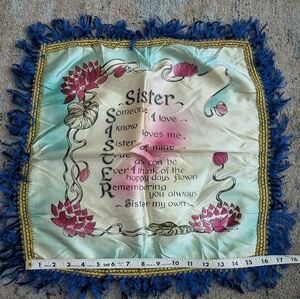 Sister
Someone I love
I know loves me.
Sister of mine
True as can be
Ever I think of the
happy days flown
Remembering
you always
Sister my own
1 2 3 4 5 6 7 8 9 10 11 12 13 14 15 16 17 18